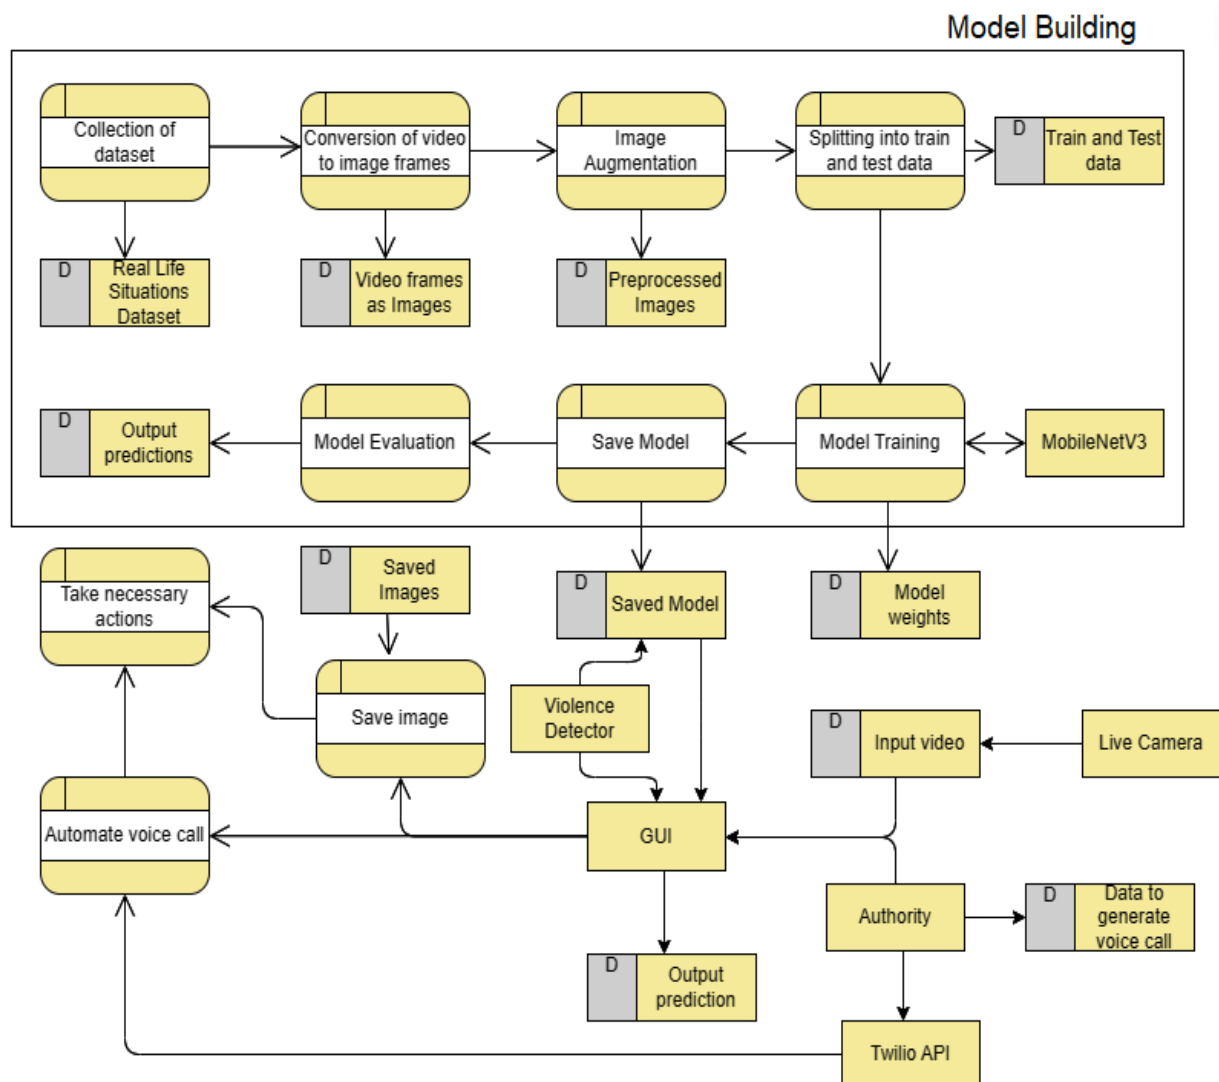 Model Building
Collection of
dataset
Conversion of video
to image frames
Image
Augmentation
Splitting into train
and test data
D
Train and Test
data
D
Real Life
Situations
Dataset
D
Video frames
as Images
D
Preprocessed
Images
D
Output
predictions
Model Evaluation
Save Model
Model Training
MobileNetV3
Take necessary
actions
D
Saved
Images
D
Saved Model
D
Model
weights
Save image
Violence
Detector
D
Input video
Live Camera
Automate voice call
GUI
Authority
D
Data to
generate
voice call
D
Output
prediction
Twilio API